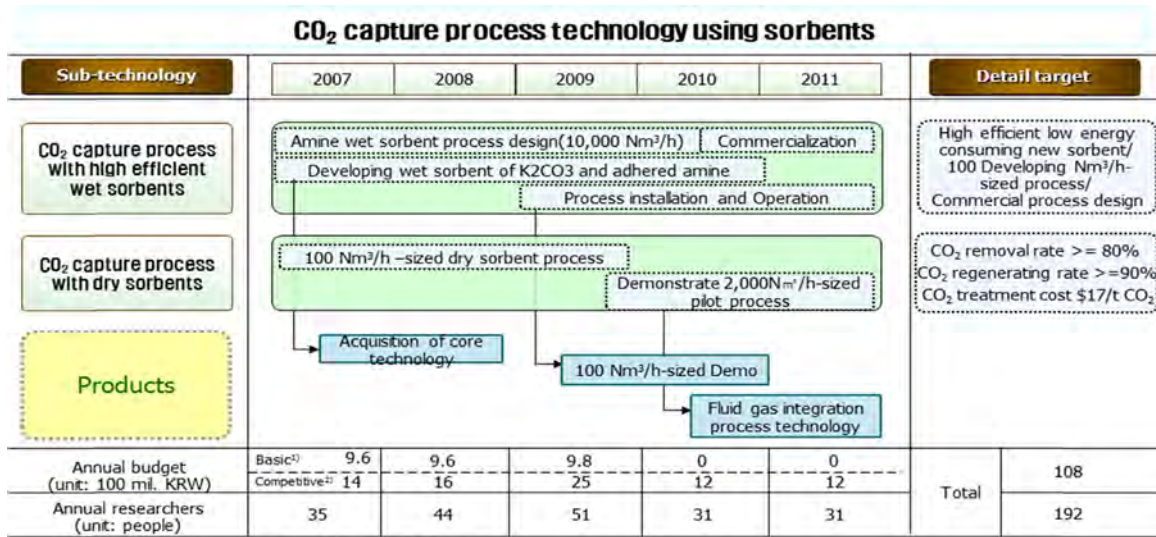 CO₂ capture process technology using sorbents
Sub-technology
2007
2008
2009
2010
2011
Detail target
CO₂ capture process
with high efficient
wet sorbents
Amine wet sorbent process design(10,000 Nm³/h)
Commercialization
Developing wet sorbent of K2CO3 and adhered amine
Process installation and Operation
High efficient low energy
consuming new sorbent/
100 Developing Nm³/h-
sized process/
Commercial process design
CO₂ capture process
with dry sorbents
100 Nm³/h –sized dry sorbent process
Demonstrate 2,000N㎥/h-sized
pilot process
CO₂ removal rate >= 80%
CO₂ regenerating rate >=90%
CO₂ treatment cost $17/t CO₂
Products
Acquisition of core
technology
100 Nm³/h-sized Demo
Fluid gas integration
process technology
Annual budget
(unit: 100 mil. KRW)
Basic¹⁾ 9.6 9.6 9.8 0 0
Competitive²⁾ 14 16 25 12 12
Total
108
Annual researchers
(unit: people)
35 44 51 31 31
192